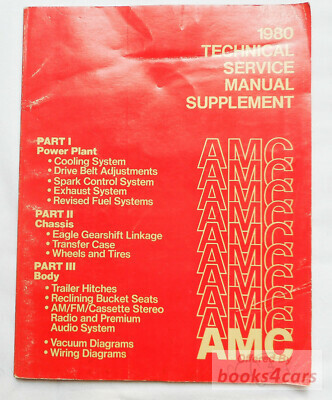 1980
TECHNICAL
SERVICE
MANUAL
SUPPLEMENT
PART I
Power Plant
• Cooling System
• Drive Belt Adjustments
• Spark Control System
• Exhaust System
• Revised Fuel Systems
PART II
Chassis
• Eagle Gearshift Linkage
• Transfer Case
• Wheels and Tires
PART III
Body
• Trailer Hitches
• Reclining Bucket Seats
• AM/FM/Cassette Stereo
Radio and Premium
Audio System
• Vacuum Diagrams
• Wiring Diagrams
AMC
AMC
AMC
AMC
AMC
AMC
AMC
AMC
AMC
books4cars